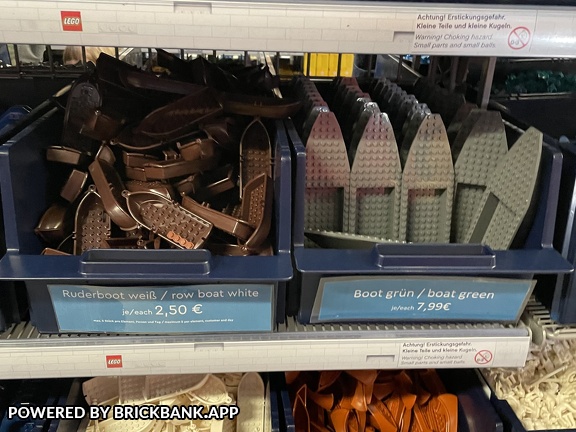 LEGO
Achtung! Erstickungsgefahr.
Kleine Teile und kleine Kugeln.
Warning! Choking hazard.
Small parts and small balls.
Ruderboot weiß / row boat white
je/each 2,50 €
Boot grün / boat green
je/each 7,99€
LEGO
Achtung! Erstickungsgefahr.
Kleine Teile und kleine Kugeln.
Warning! Choking hazard.
Small parts and small balls.
POWERED BY BRICKBANK.APP